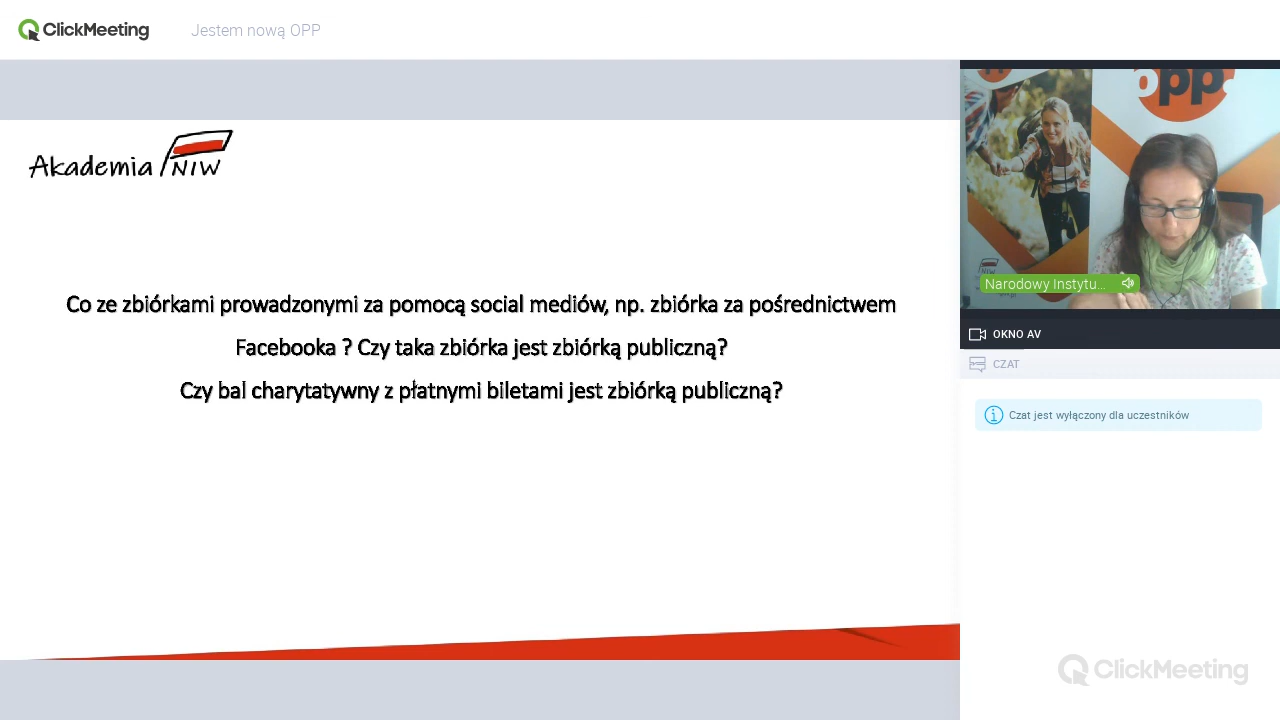 ClickMeeting
Jestem nową OPP
Akademia NIW
Co ze zbiórkami prowadzonymi za pomocą social mediów, np. zbiórka za pośrednictwem
Facebooka ? Czy taka zbiórka jest zbiórką publiczną?
Czy bal charytatywny z płatnymi biletami jest zbiórką publiczną?
opp.
Narodowy Instytu...
OKNO AV
CZAT
Czat jest wyłączony dla uczestników
ClickMeeting